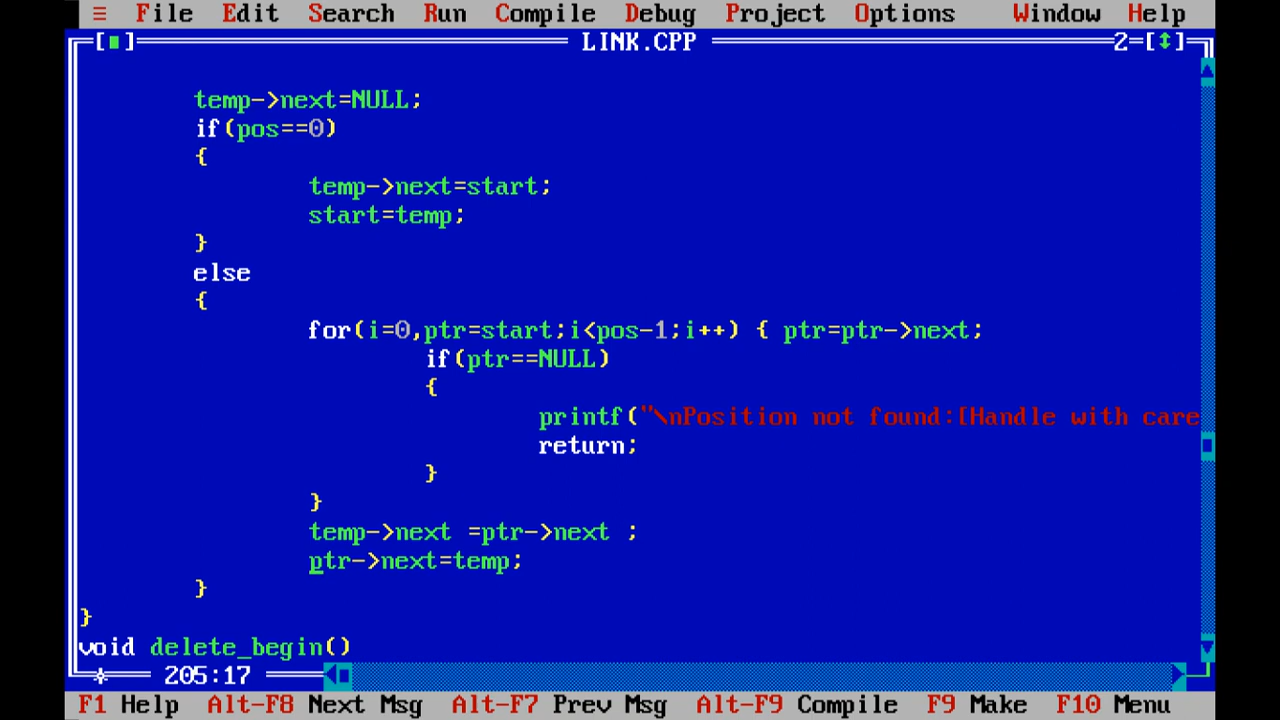 ≡ File Edit Search Run Compile Debug Project Options Window Help
[■] LINK.CPP 2=[↕]
temp->next=NULL;
if(pos==0)
{
temp->next=start;
start=temp;
}
else
{
for(i=0,ptr=start;i<pos-1;i++) { ptr=ptr->next;
if(ptr==NULL)
{
printf("\nPosition not found:[Handle with care
return;
}
}
temp->next =ptr->next ;
ptr->next=temp;
}
}
void delete_begin()
205:17
F1 Help Alt-F8 Next Msg Alt-F7 Prev Msg Alt-F9 Compile F9 Make F10 Menu